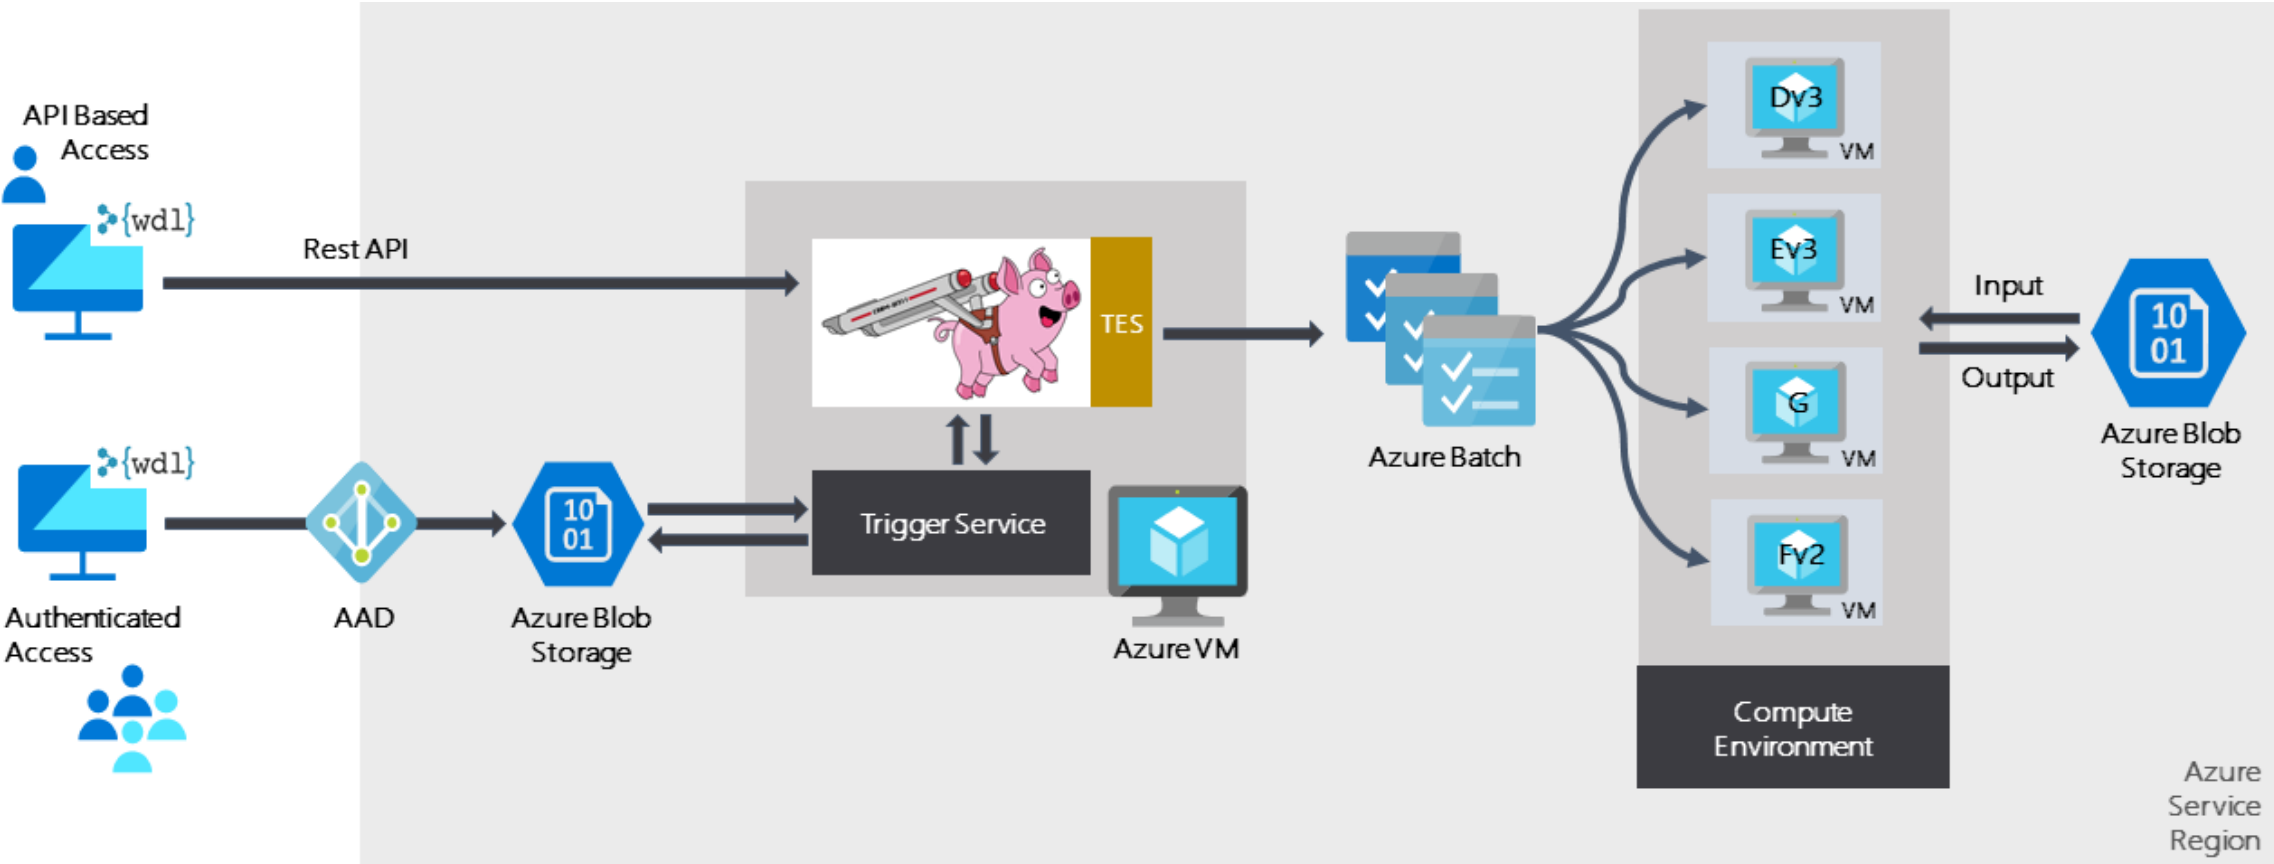 API Based
Access
{wdl}
Rest API
TES
{wdl}
Authenticated
Access
AAD
10
01
Azure Blob
Storage
Trigger Service
Azure VM
Azure Batch
Dv3
VM
Ev3
VM
G
VM
Fv2
VM
Compute
Environment
Input
Output
10
01
Azure Blob
Storage
Azure
Service
Region